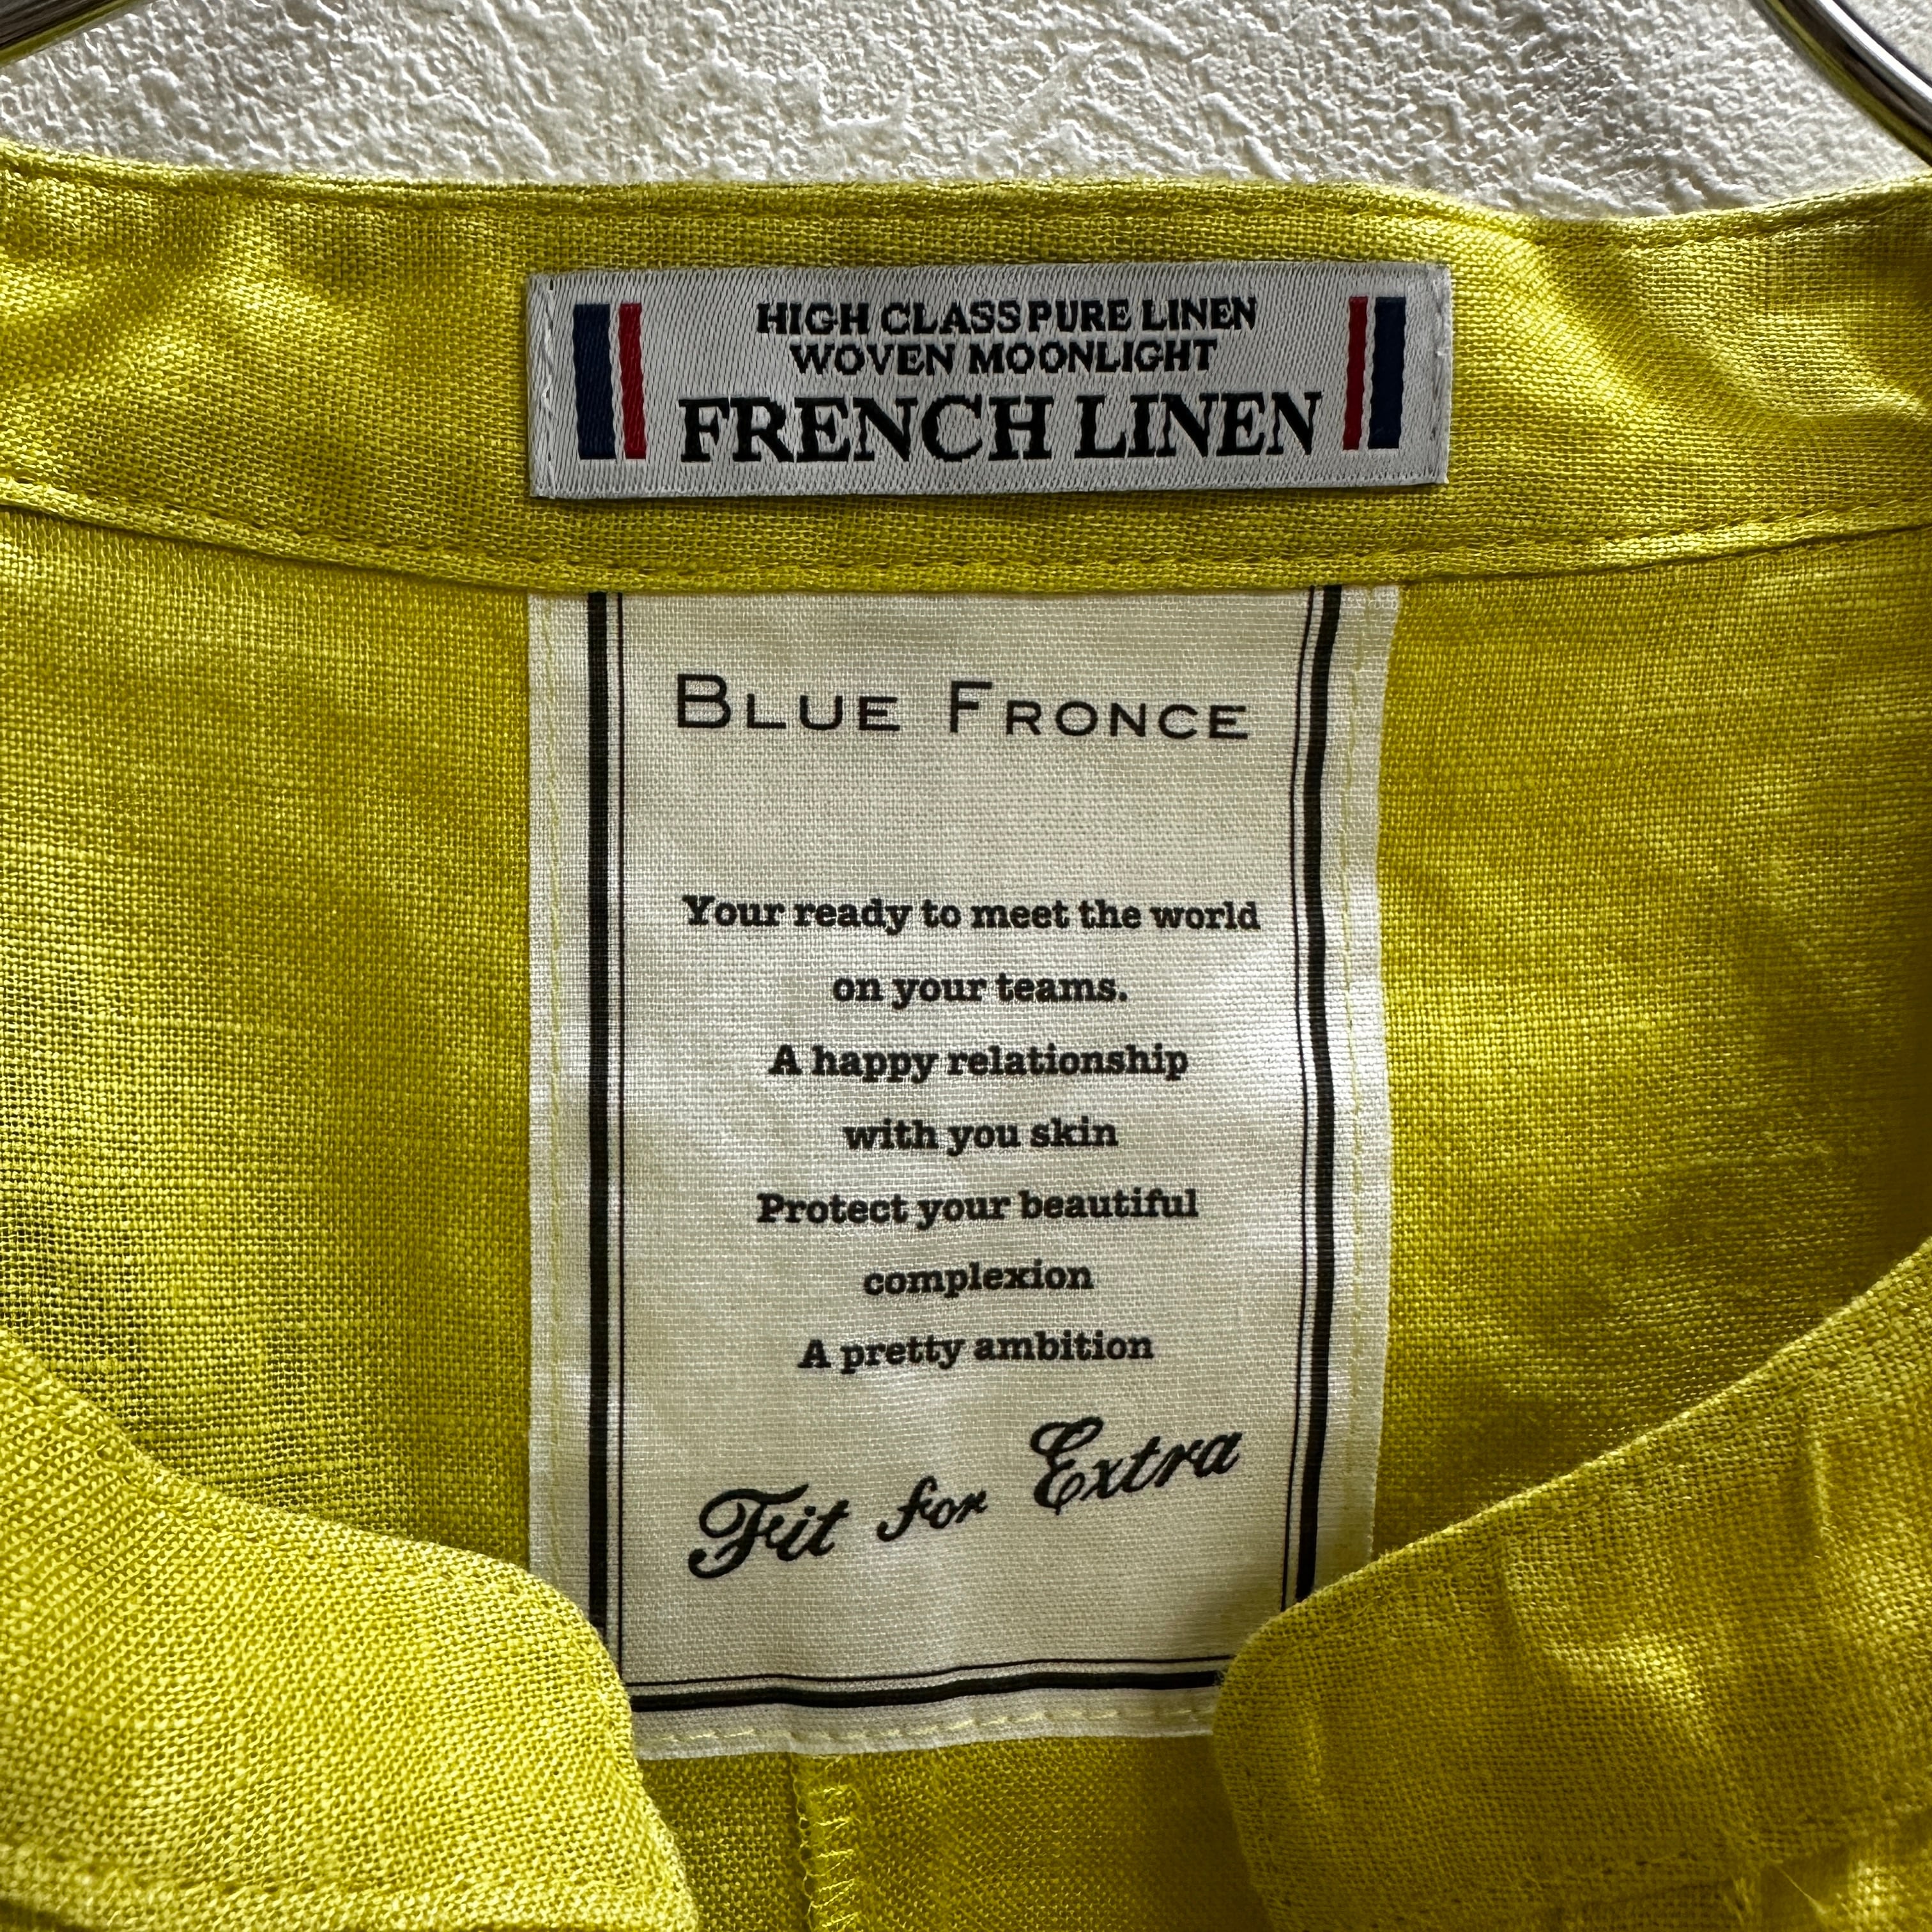 HIGH CLASS PURE LINEN
WOVEN MOONLIGHT
FRENCH LINEN
BLUE FRONCE
Your ready to meet the world
on your teams.
A happy relationship
with you skin
Protect your beautiful
complexion
A pretty ambition
Fit for Extra